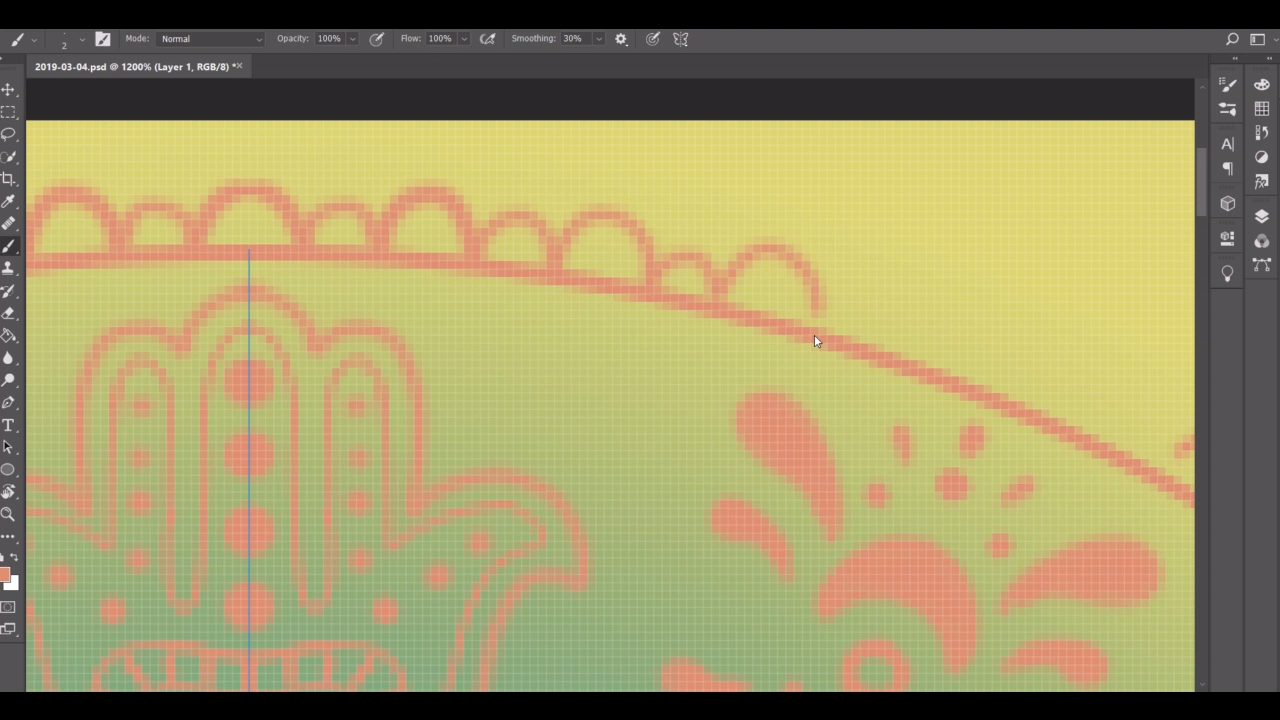 2
Mode: Normal
Opacity: 100%
Flow: 100%
Smoothing: 30%
2019-03-04.psd @ 1200% (Layer 1, RGB/8) *